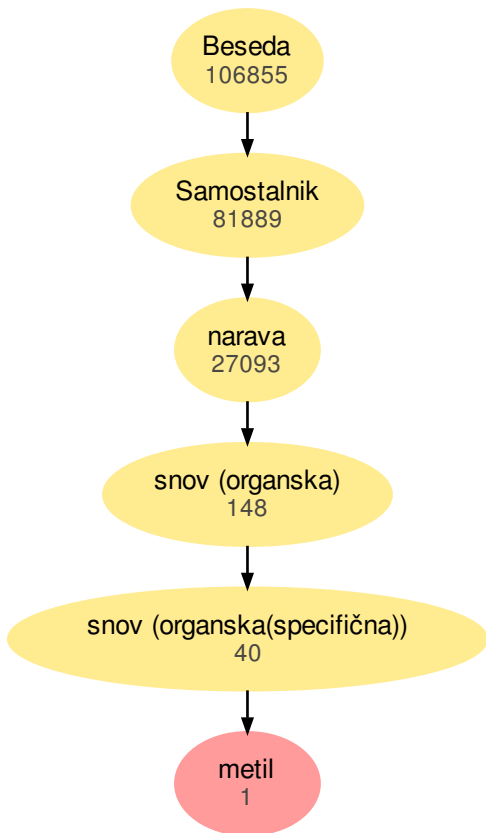 Beseda
106855
Samostalnik
81889
narava
27093
snov (organska)
148
snov (organska(specifična))
40
metil
1